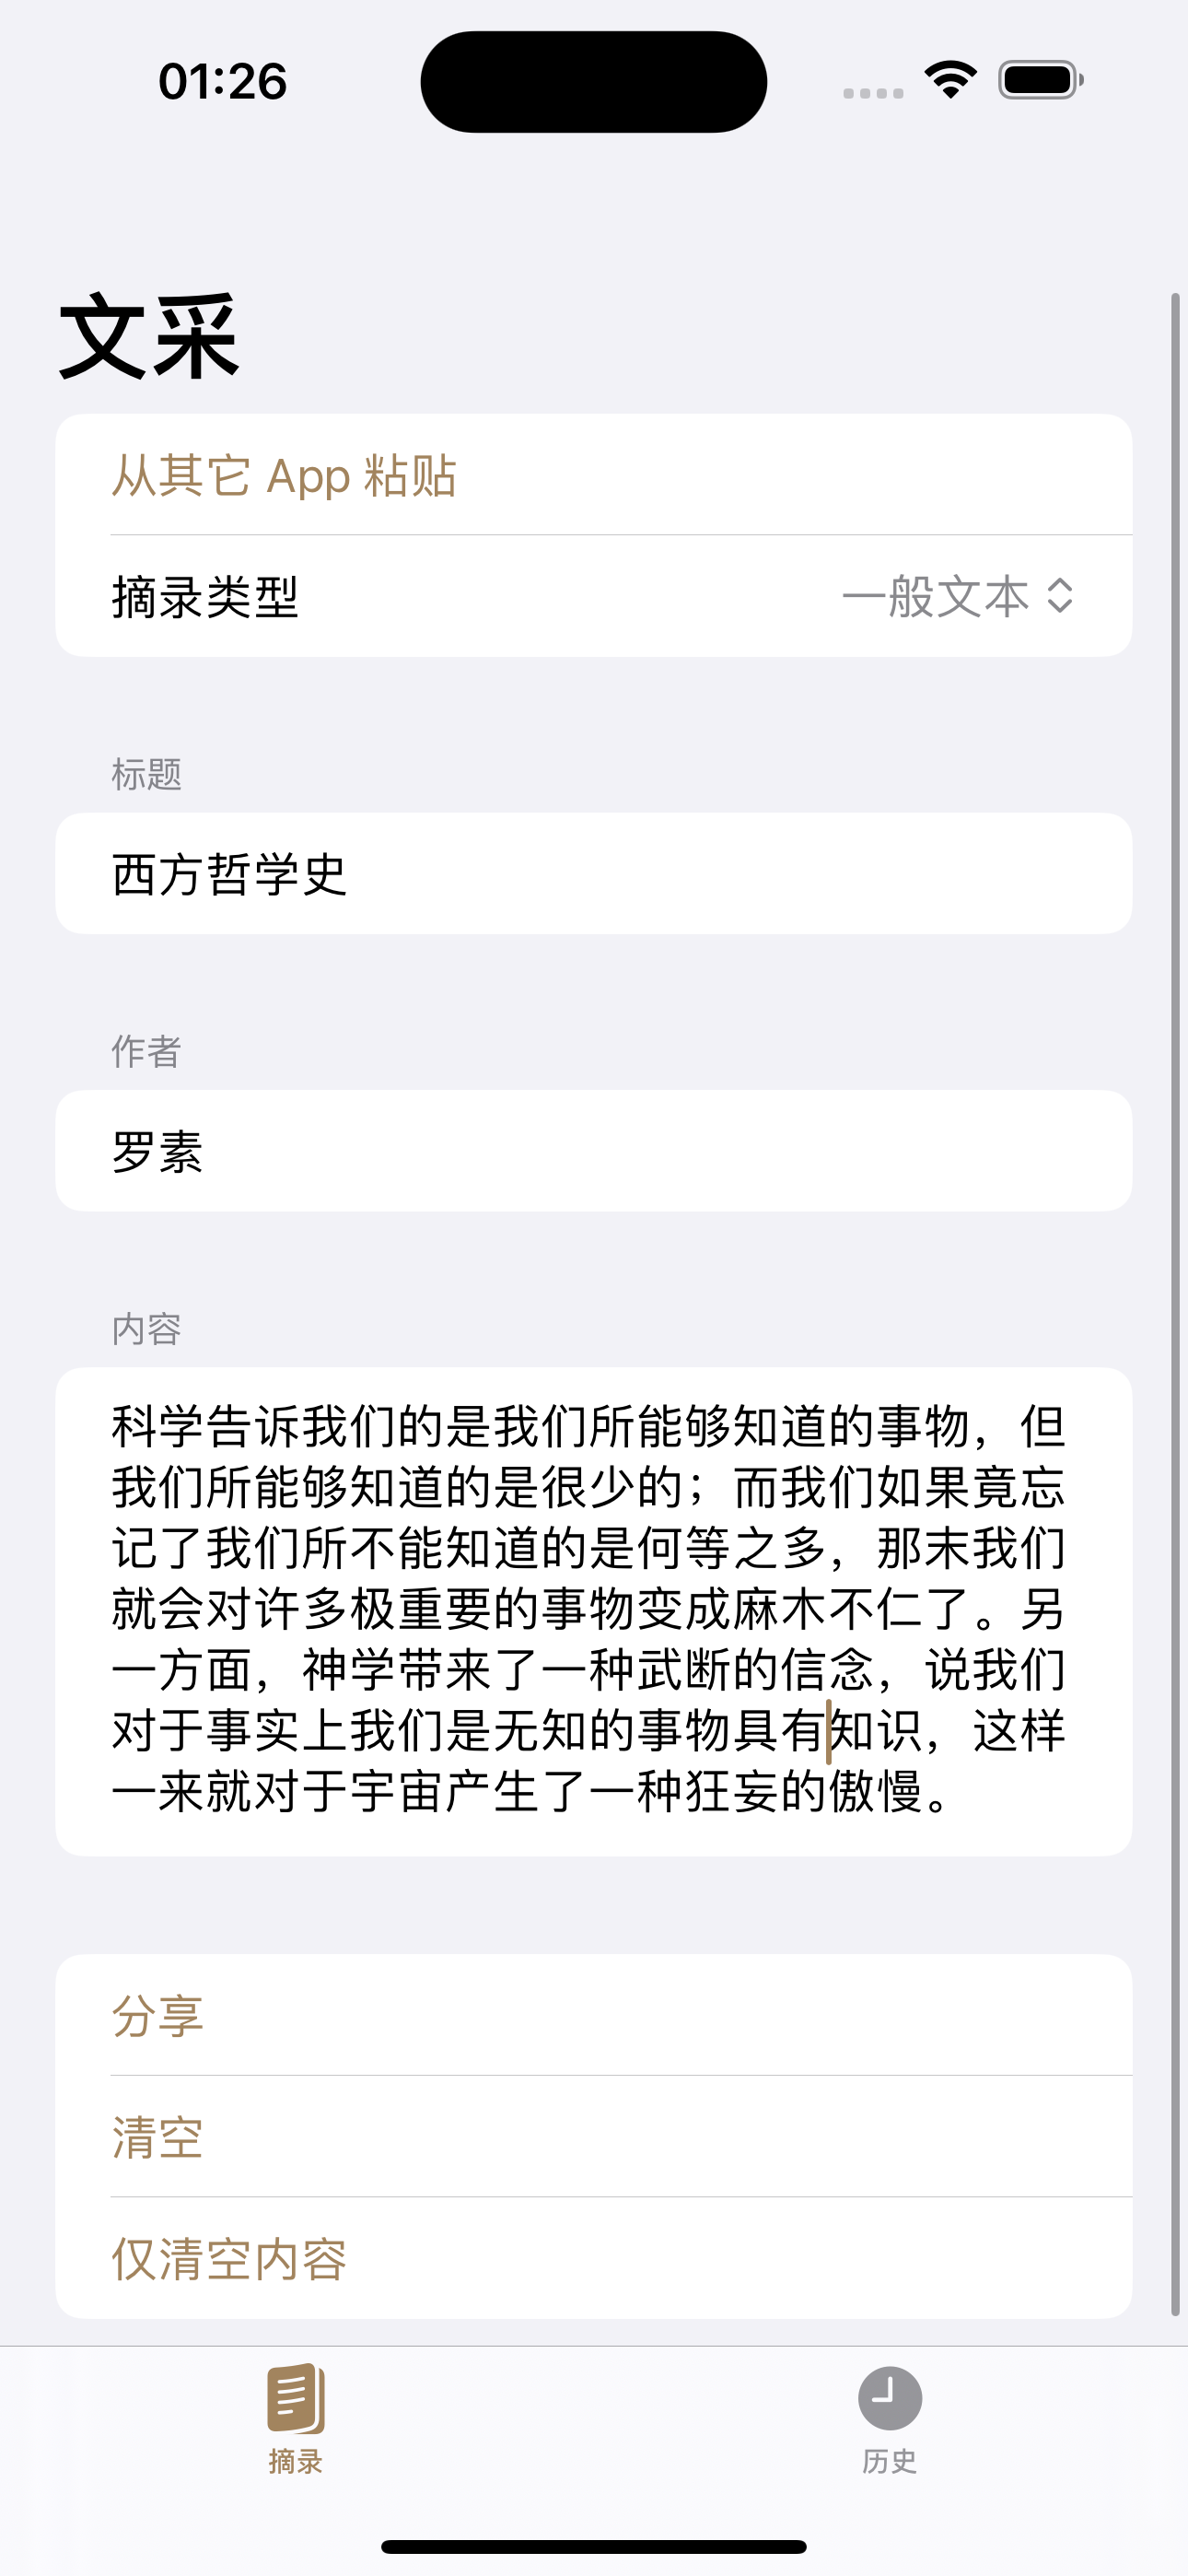 01:26
文采
从其它 App 粘贴
摘录类型 一般文本
标题
西方哲学史
作者
罗素
内容
科学告诉我们的是我们所能够知道的事物，但
我们所能够知道的是很少的；而我们如果竟忘
记了我们所不能知道的是何等之多，那末我们
就会对许多极重要的事物变成麻木不仁了。另
一方面，神学带来了一种武断的信念，说我们
对于事实上我们是无知的事物具有知识，这样
一来就对于宇宙产生了一种狂妄的傲慢。
分享
清空
仅清空内容
摘录 历史